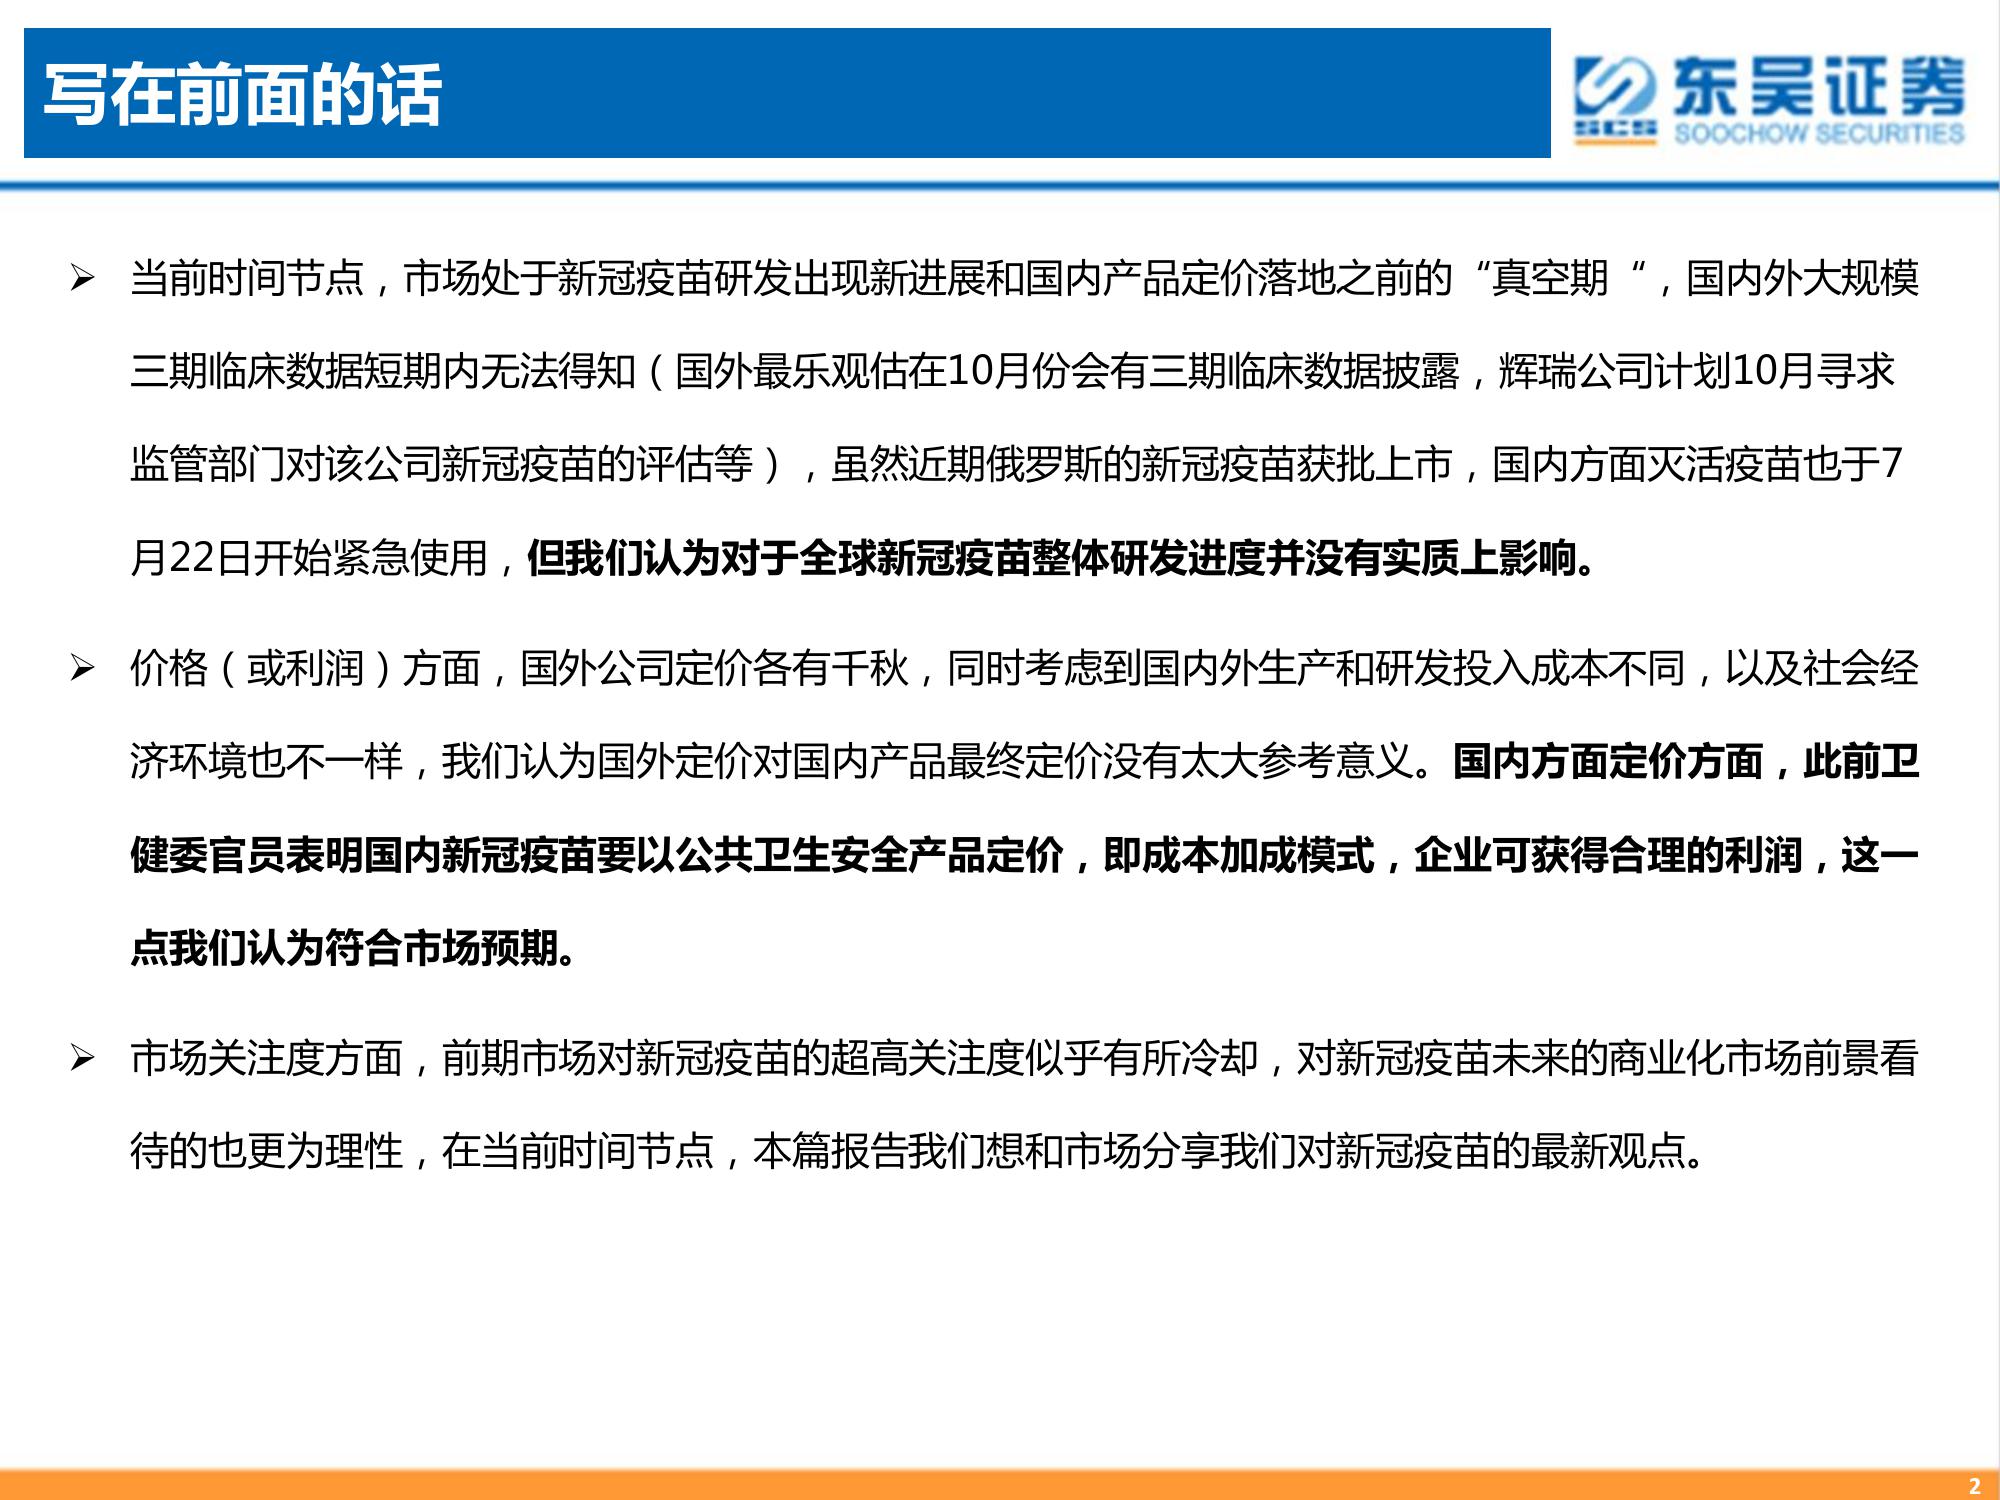 写在前面的话
东吴证券
SCS
SOOCHOW SECURITIES
➢ 当前时间节点，市场处于新冠疫苗研发出现新进展和国内产品定价落地之前的“真空期“，国内外大规模
三期临床数据短期内无法得知（国外最乐观估在10月份会有三期临床数据披露，辉瑞公司计划10月寻求
监管部门对该公司新冠疫苗的评估等），虽然近期俄罗斯的新冠疫苗获批上市，国内方面灭活疫苗也于7
月22日开始紧急使用，但我们认为对于全球新冠疫苗整体研发进度并没有实质上影响。
➢ 价格（或利润）方面，国外公司定价各有千秋，同时考虑到国内外生产和研发投入成本不同，以及社会经
济环境也不一样，我们认为国外定价对国内产品最终定价没有太大参考意义。国内方面定价方面，此前卫
健委官员表明国内新冠疫苗要以公共卫生安全产品定价，即成本加成模式，企业可获得合理的利润，这一
点我们认为符合市场预期。
➢ 市场关注度方面，前期市场对新冠疫苗的超高关注度似乎有所冷却，对新冠疫苗未来的商业化市场前景看
待的也更为理性，在当前时间节点，本篇报告我们想和市场分享我们对新冠疫苗的最新观点。
2